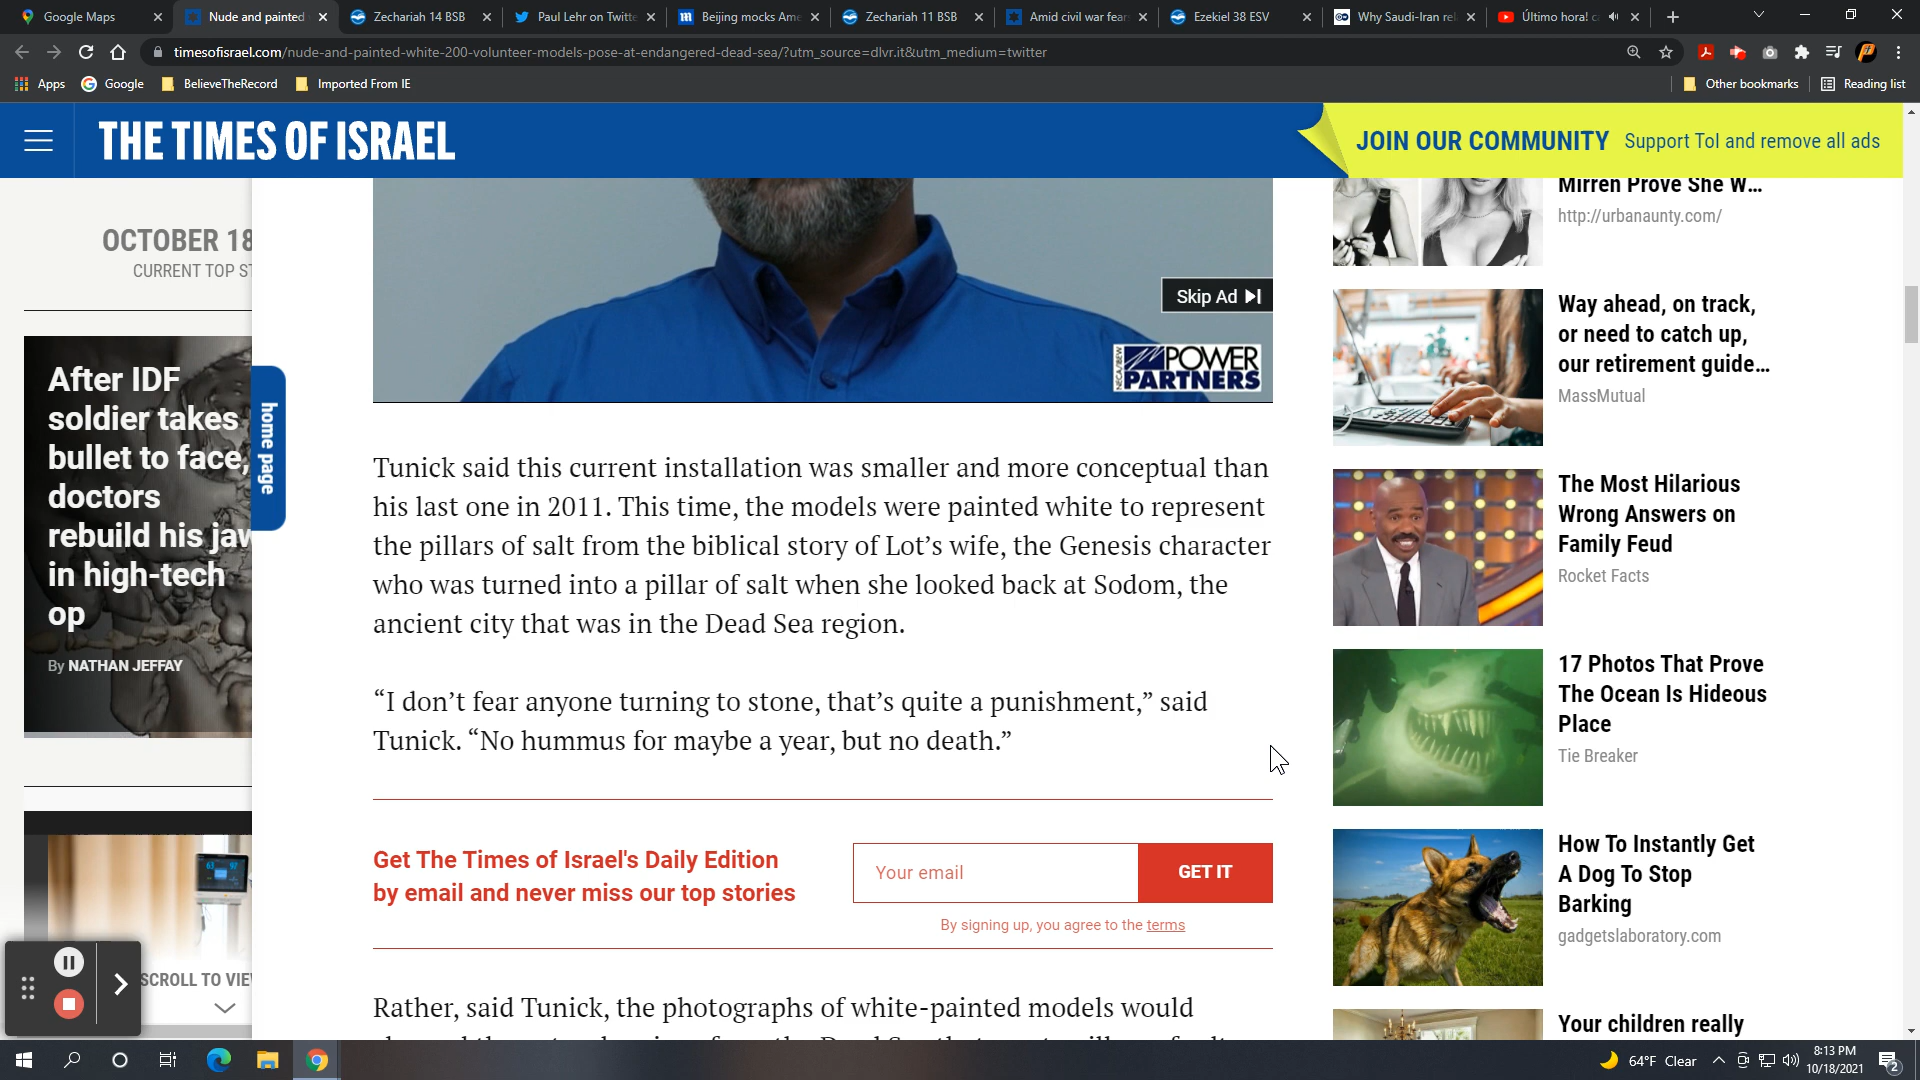 Google Maps
Nude and painted
Zechariah 14 BSB
Paul Lehr on Twitte
Beijing mocks Ame
Zechariah 11 BSB
Amid civil war fear
Ezekiel 38 ESV
Why Saudi-Iran rel
Último hora! c
timesofisrael.com/nude-and-painted-white-200-volunteer-models-pose-at-endangered-dead-sea/?utm_source=dlvr.it&utm_medium=twitter
Apps
Google
BelieveTheRecord
Imported From IE
Other bookmarks
Reading list
THE TIMES OF ISRAEL
JOIN OUR COMMUNITY Support ToI and remove all ads
OCTOBER 18
CURRENT TOP ST
After IDF
soldier takes
bullet to face,
doctors
rebuild his jaw
in high-tech
op
By NATHAN JEFFAY
home page
SCROLL TO VIEW
Skip Ad
NECA/IBEW
POWER
PARTNERS
Tunick said this current installation was smaller and more conceptual than
his last one in 2011. This time, the models were painted white to represent
the pillars of salt from the biblical story of Lot’s wife, the Genesis character
who was turned into a pillar of salt when she looked back at Sodom, the
ancient city that was in the Dead Sea region.
“I don’t fear anyone turning to stone, that’s quite a punishment,” said
Tunick. “No hummus for maybe a year, but no death.”
Get The Times of Israel's Daily Edition
by email and never miss our top stories
Your email
GET IT
By signing up, you agree to the terms
Rather, said Tunick, the photographs of white-painted models would
Mirren Prove She W...
http://urbanaunty.com/
Way ahead, on track,
or need to catch up,
our retirement guide...
MassMutual
The Most Hilarious
Wrong Answers on
Family Feud
Rocket Facts
17 Photos That Prove
The Ocean Is Hideous
Place
Tie Breaker
How To Instantly Get
A Dog To Stop
Barking
gadgetslaboratory.com
Your children really
64°F Clear
8:13 PM
10/18/2021
2